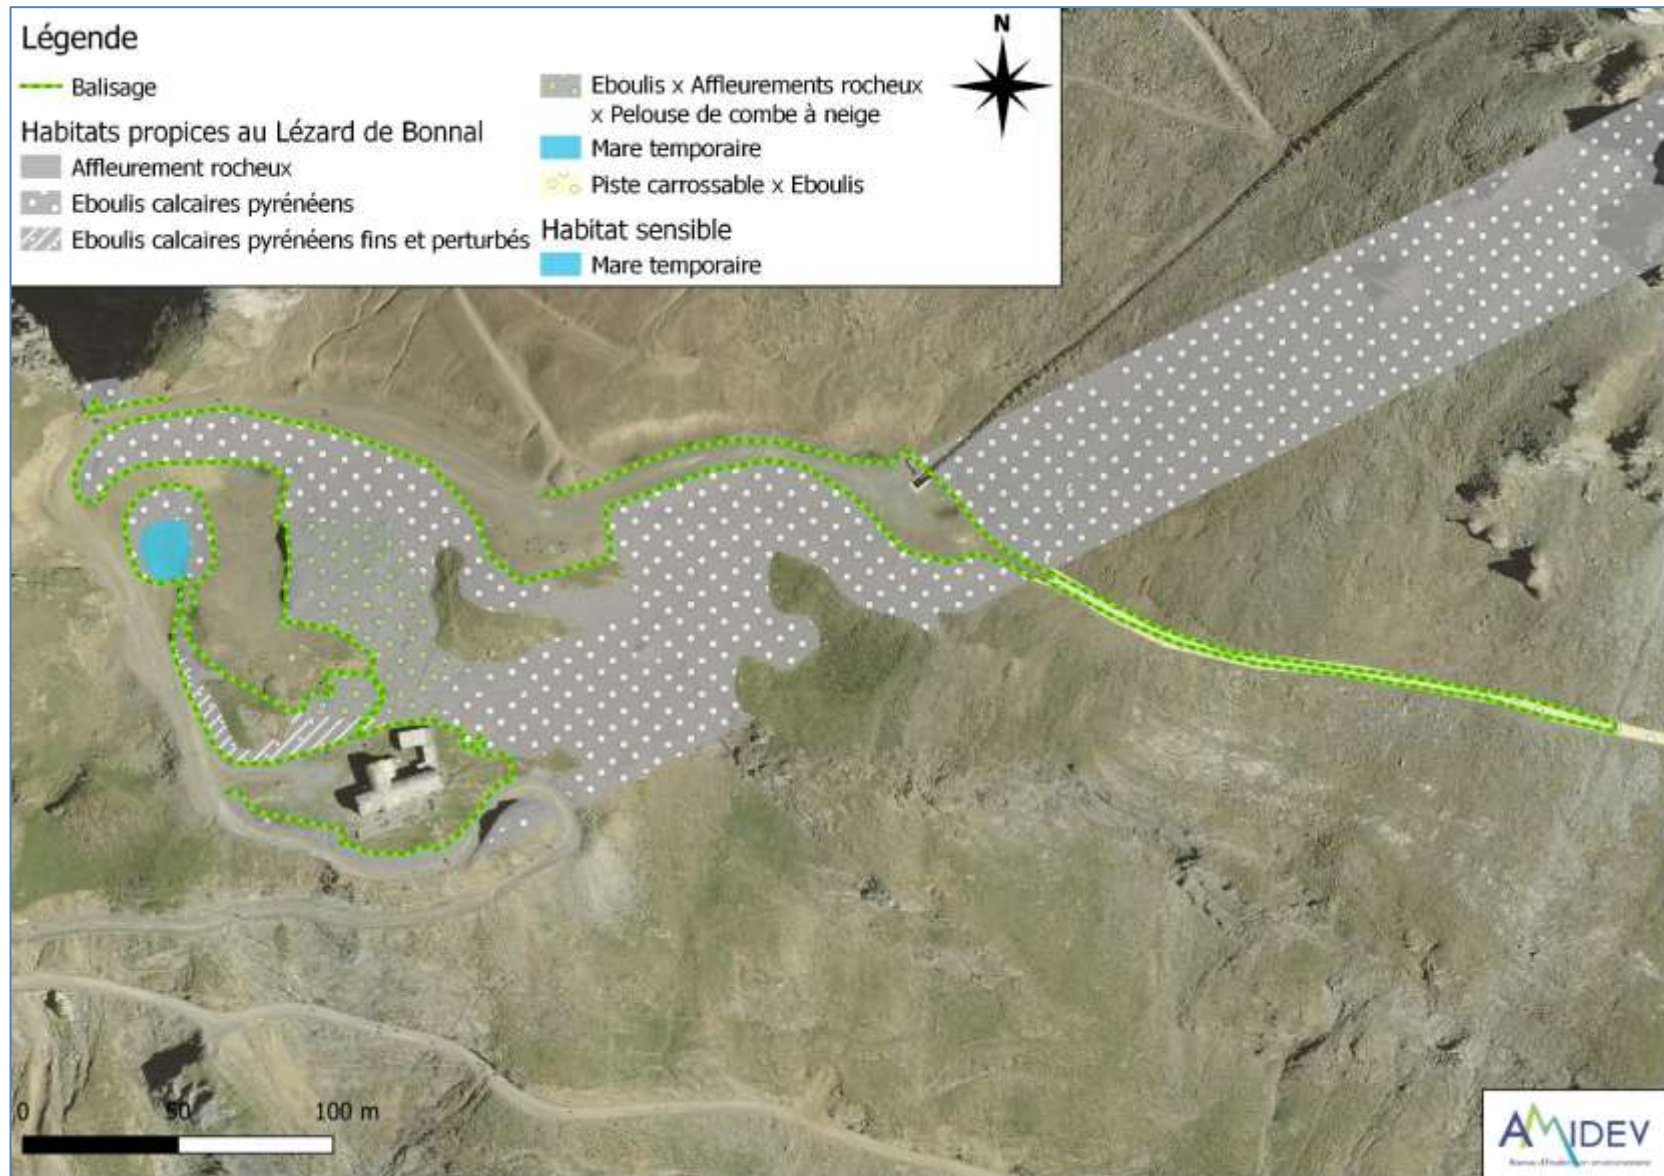 Légende
Balisage
Habitats propices au Lézard de Bonnal
Affleurement rocheux
Eboulis calcaires pyrénéens
Eboulis calcaires pyrénéens fins et perturbés
Eboulis x Affleurements rocheux
x Pelouse de combe à neige
Mare temporaire
Piste carrossable x Eboulis
Habitat sensible
Mare temporaire
N
0 50 100 m
AMIDEV